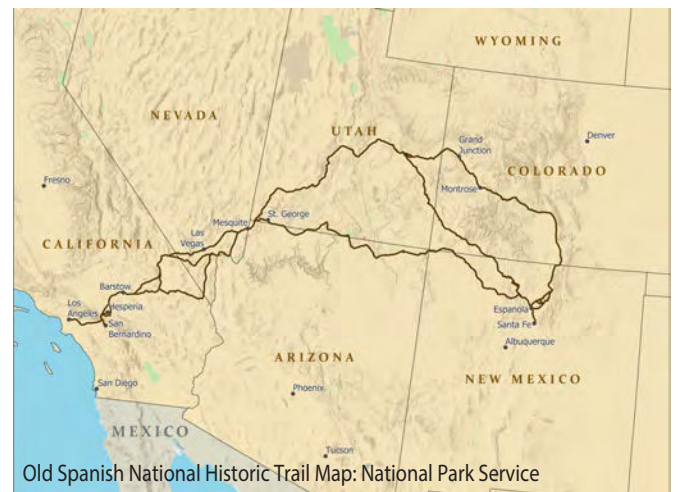 WYOMING
NEVADA
UTAH
Grand
Junction
Denver
COLORADO
Fresno
Montrose
Mesquite
St. George
Las
Vegas
CALIFORNIA
Barstow
Los
Angeles
Hesperia
San
Bernardino
Espanola
Santa Fe
Albuquerque
ARIZONA
NEW MEXICO
San Diego
Phoenix
MEXICO
Tucson
Old Spanish National Historic Trail Map: National Park Service